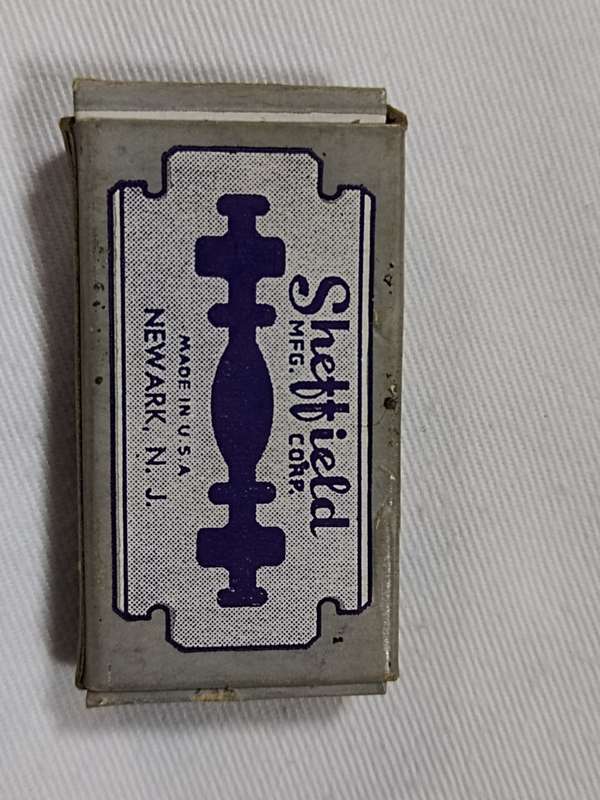 Sheffield
MFG. CORP.
MADE IN U.S.A
NEWARK, N. J.